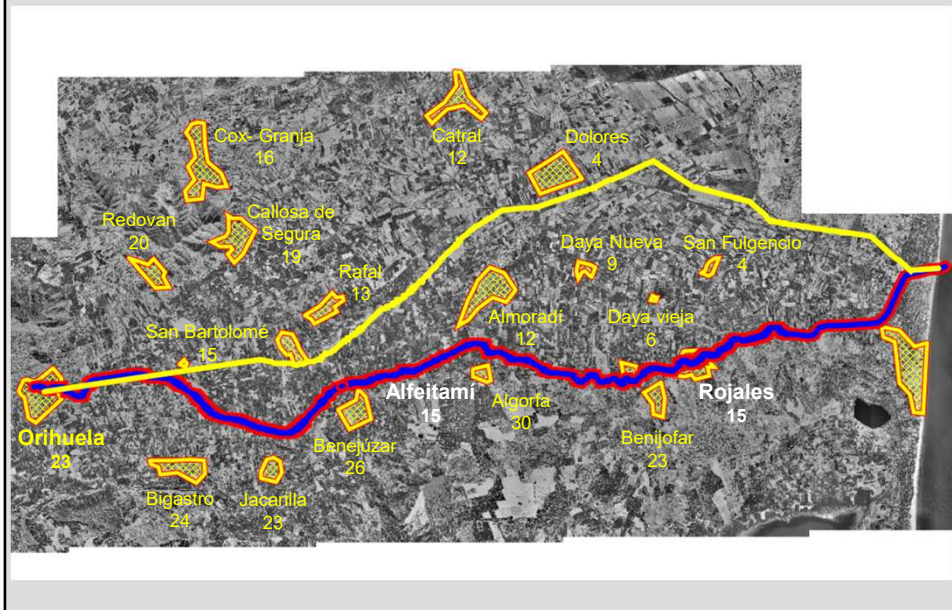 Catral
12
Cox- Granja
16
Dolores
4
Redovan
20
Callosa de
Segura
19
Rafal
13
Daya Nueva
9
San Fulgencio
4
San Bartolomé
15
Almoradí
12
Daya vieja
6
Orihuela
23
Alfeitamí
15
Algorfa
30
Rojales
15
Benejúzar
26
Benijofar
23
Bigastro
24
Jacarilla
23